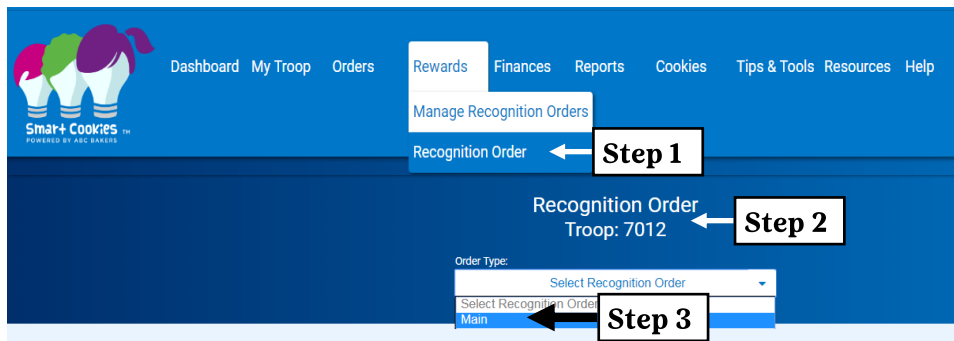 Dashboard My Troop Orders Rewards Finances Reports Cookies Tips & Tools Resources Help
Manage Recognition Orders
Smart Cookies TM
POWERED BY ABC BAKERS
Recognition Order Step 1
Recognition Order
Troop: 7012
Step 2
Order Type:
Select Recognition Order
Select Recognition Order
Main Step 3